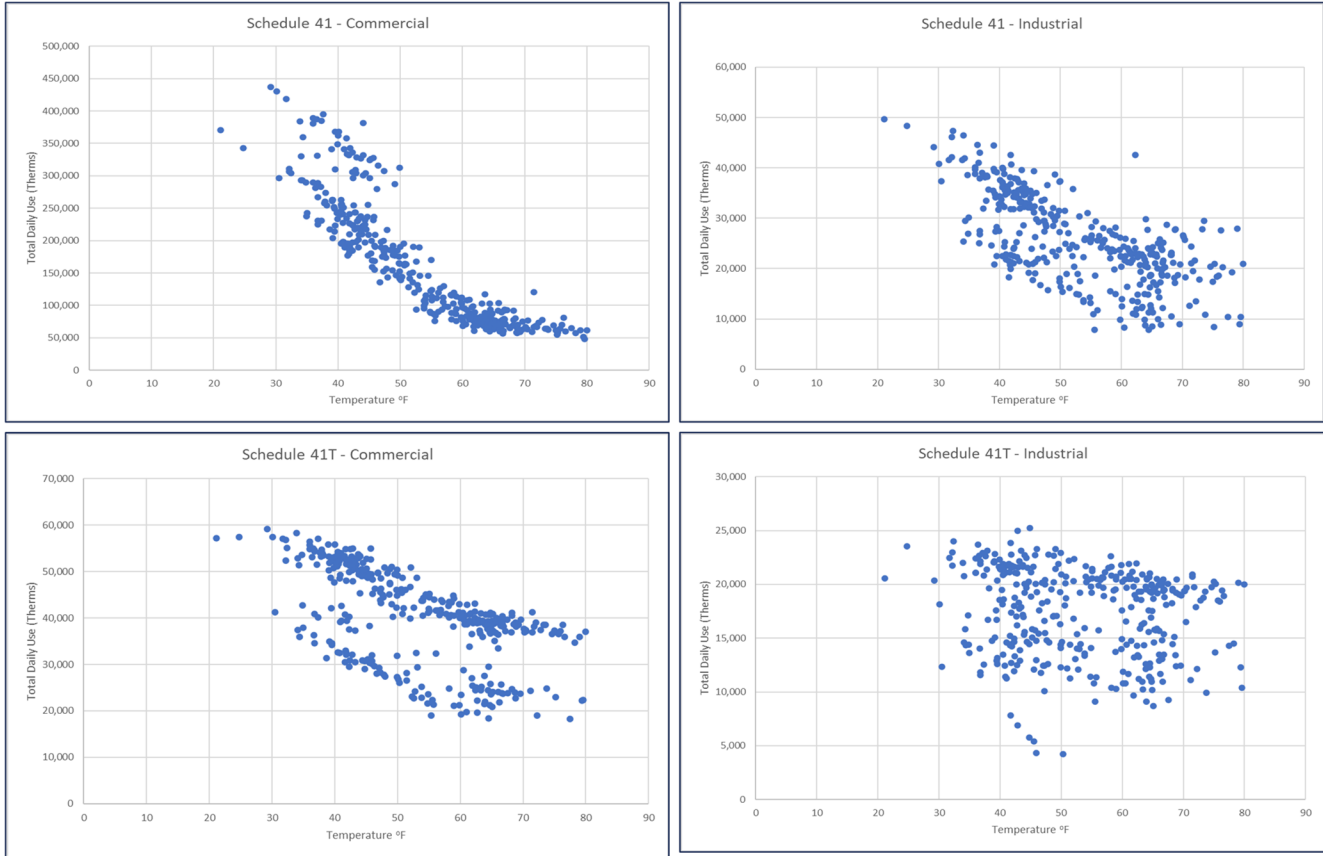 Schedule 41 - Commercial
500,000
450,000
400,000
350,000
300,000
250,000
200,000
150,000
100,000
50,000
0
Total Daily Use (Therms)
0 10 20 30 40 50 60 70 80 90
Temperature ºF
Schedule 41 - Industrial
60,000
50,000
40,000
30,000
20,000
10,000
0
Total Daily Use (Therms)
0 10 20 30 40 50 60 70 80 90
Temperature ºF
Schedule 41T - Commercial
70,000
60,000
50,000
40,000
30,000
20,000
10,000
0
Total Daily Use (Therms)
0 10 20 30 40 50 60 70 80 90
Temperature ºF
Schedule 41T - Industrial
30,000
25,000
20,000
15,000
10,000
5,000
0
Total Daily Use (Therms)
0 10 20 30 40 50 60 70 80 90
Temperature ºF